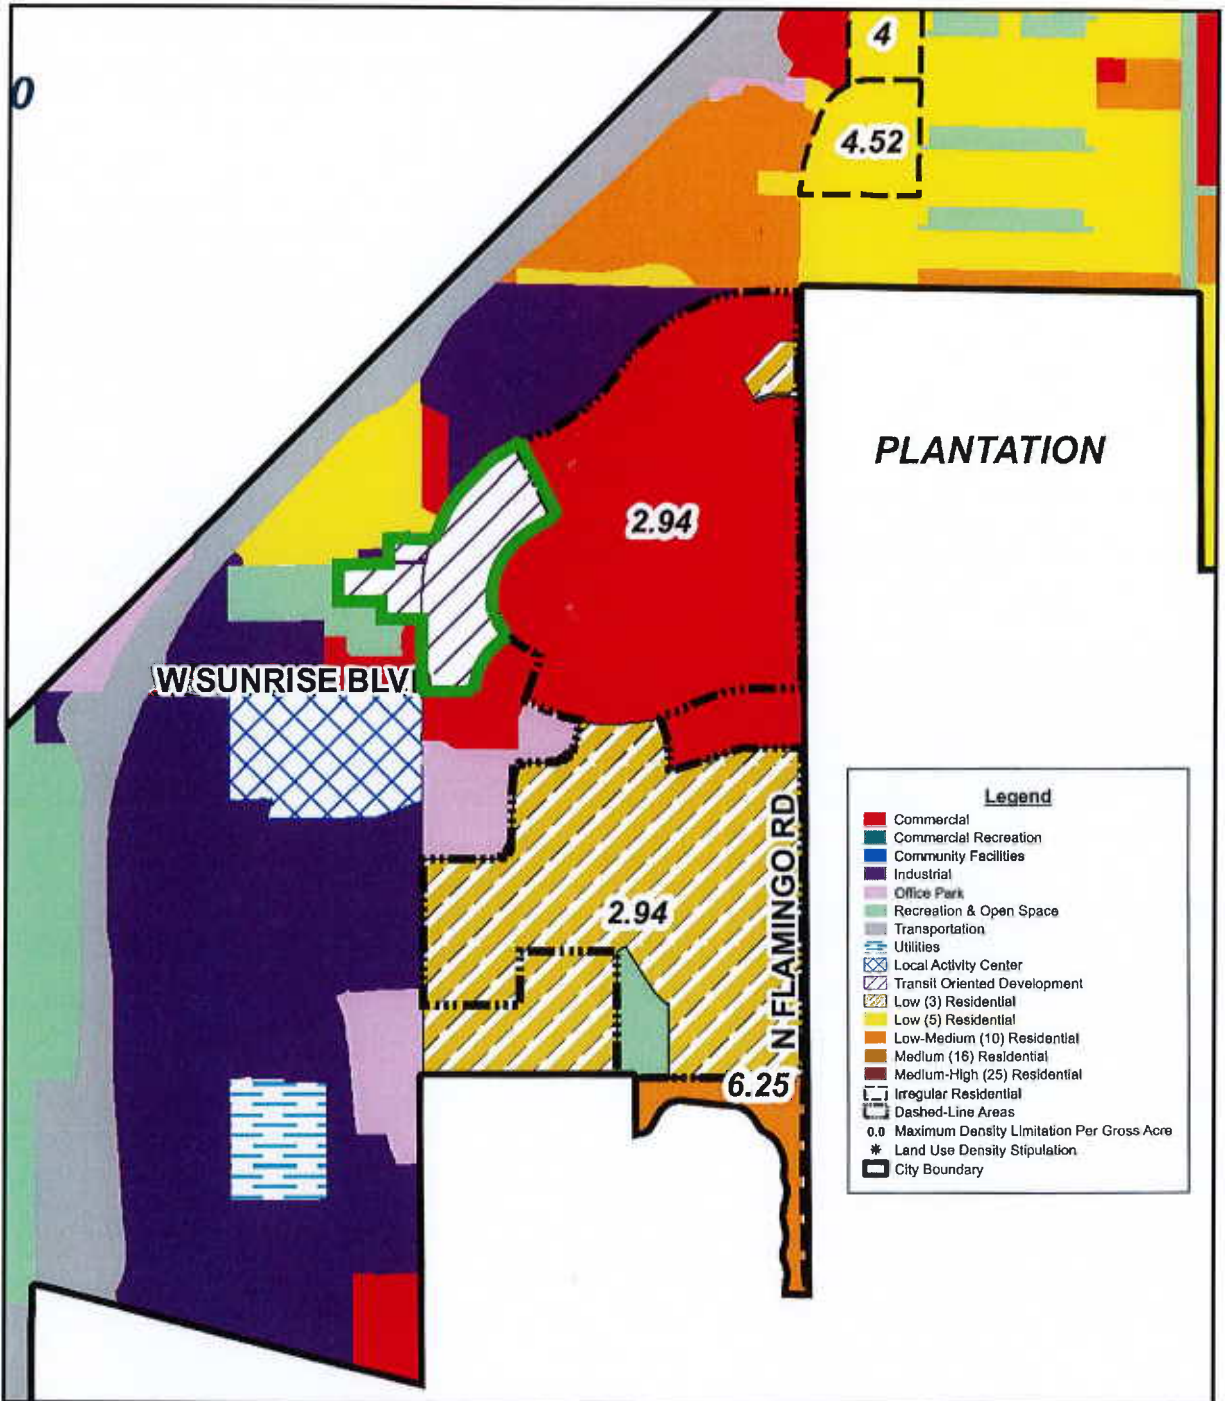 4
0
4.52
PLANTATION
2.94
W SUNRISE BLV
N FLAMINGO RD
2.94
6.25
Legend
Commercial
Commercial Recreation
Community Facilities
Industrial
Office Park
Recreation & Open Space
Transportation
Utilities
Local Activity Center
Transit Oriented Development
Low (3) Residential
Low (5) Residential
Low-Medium (10) Residential
Medium (16) Residential
Medium-High (25) Residential
Irregular Residential
Dashed-Line Areas
0.0 Maximum Density Limitation Per Gross Acre
* Land Use Density Stipulation
City Boundary